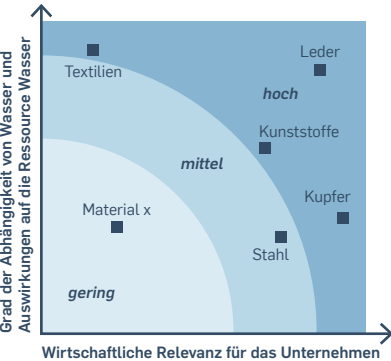 Grad der Abhängigkeit von Wasser und
Auswirkungen auf die Ressource Wasser
Textilien
Leder
hoch
Kunststoffe
mittel
Kupfer
Material x
Stahl
gering
Wirtschaftliche Relevanz für das Unternehmen